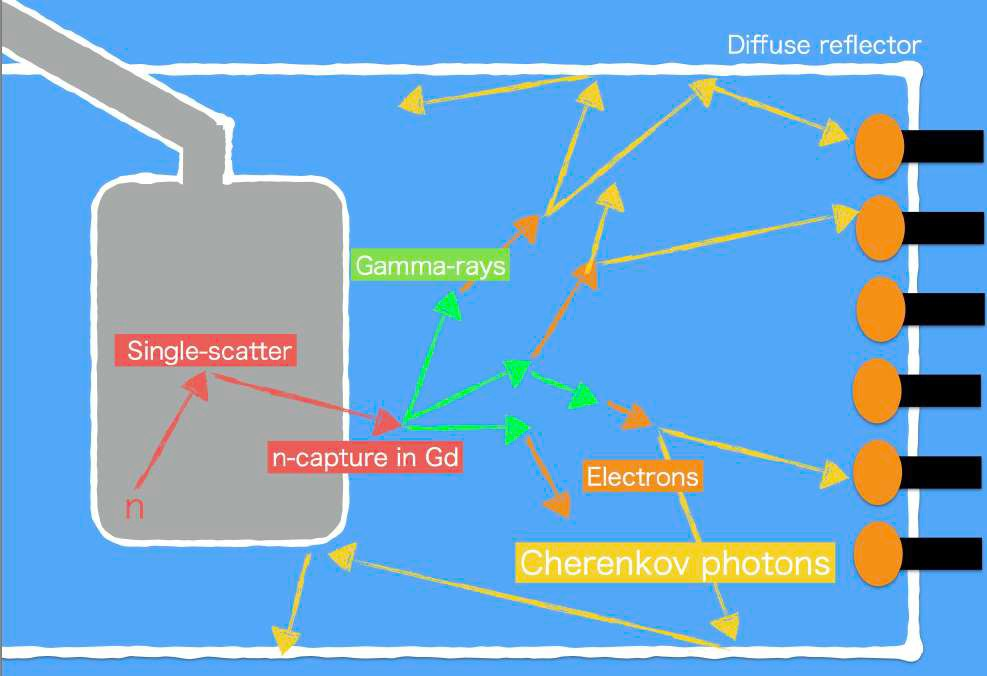 Diffuse reflector
Gamma-rays
Single-scatter
n-capture in Gd
Electrons
n
Cherenkov photons